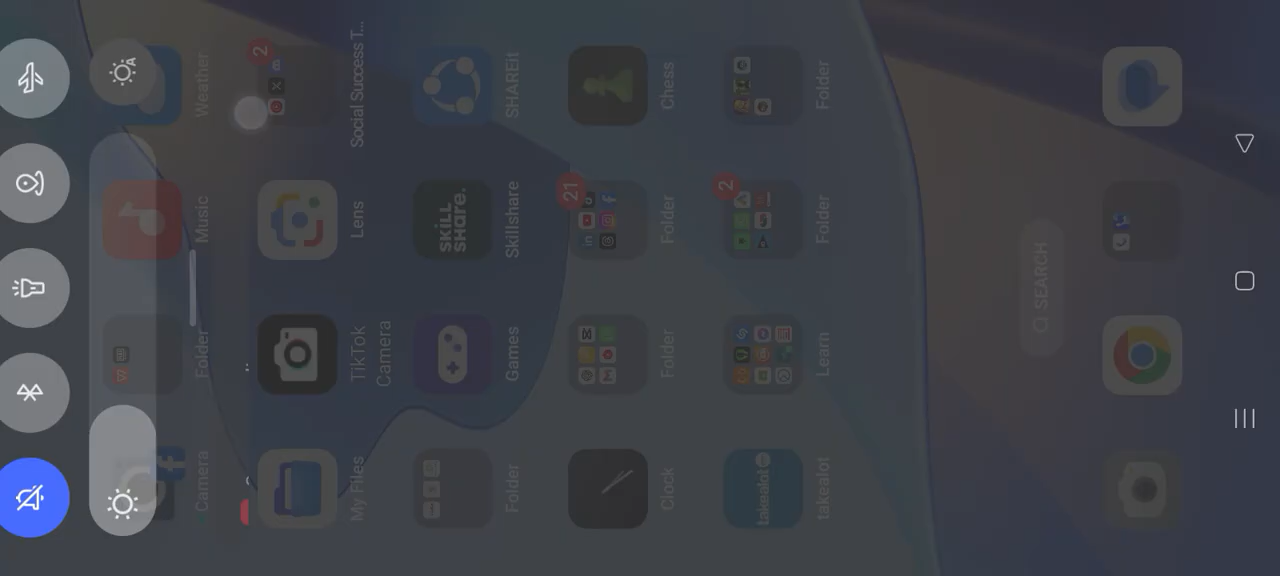 Camera
Folder
Music
Weather
2
My Files
TikTok
Camera
Lens
Social Success T...
SKILL
SHARE.
Folder
Games
Skillshare
SHAREit
21
Clock
Folder
Folder
Chess
2
takealot
takealot
Learn
Folder
Folder
SEARCH